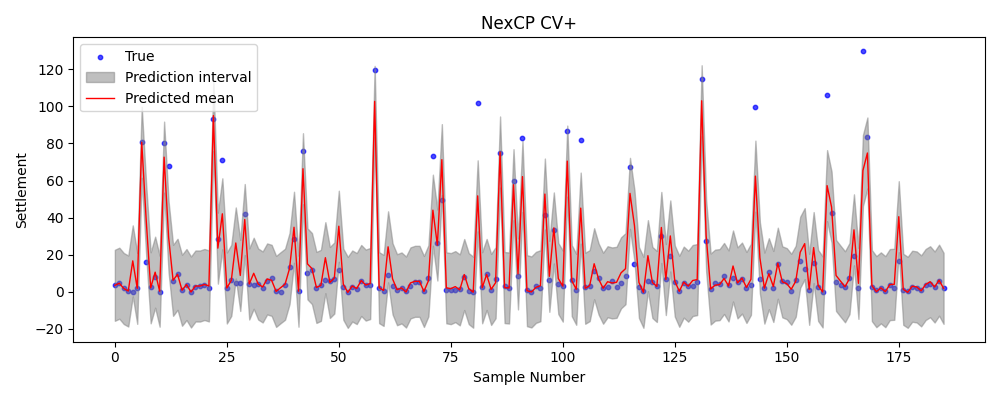 NexCP CV+
True
Prediction interval
Predicted mean
Settlement
120
100
80
60
40
20
0
−20
0 25 50 75 100 125 150 175
Sample Number